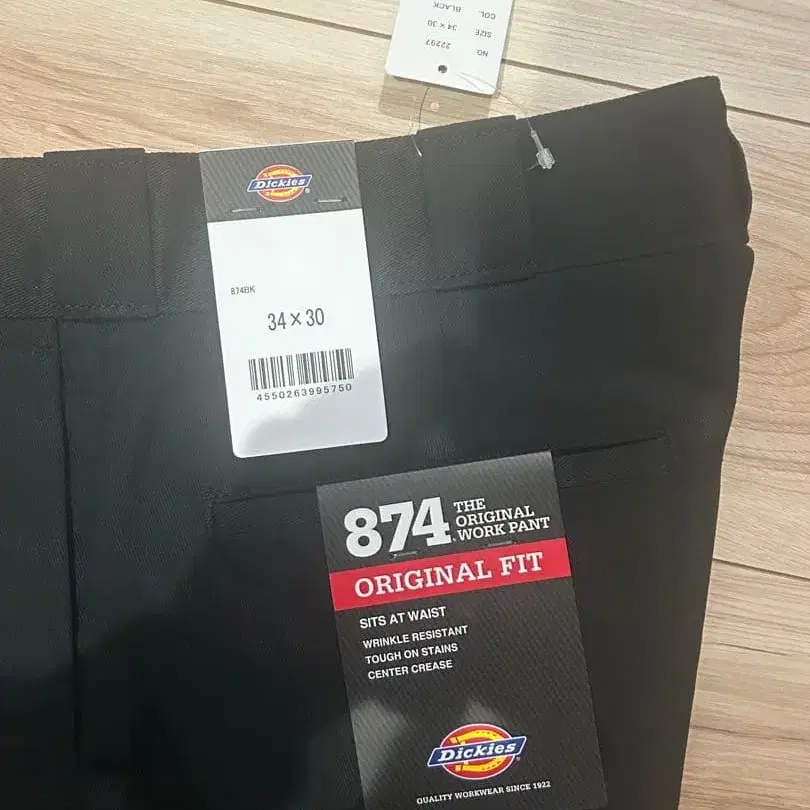 NO. 22297
SIZE 34 × 30
COL. BLACK
Dickies®
874BK
34×30
4550263995750
874 THE
ORIGINAL
WORK PANT
ORIGINAL FIT
SITS AT WAIST
WRINKLE RESISTANT
TOUGH ON STAINS
CENTER CREASE
Dickies®
QUALITY WORKWEAR SINCE 1922